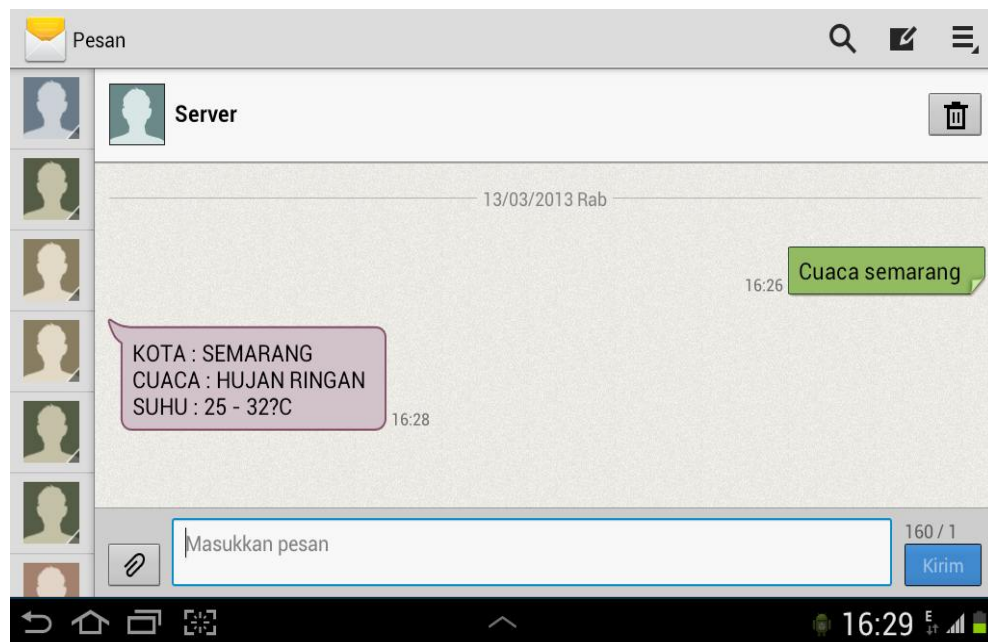 Pesan
Server
13/03/2013 Rab
Cuaca semarang
16:26
KOTA : SEMARANG
CUACA : HUJAN RINGAN
SUHU : 25 - 32?C
16:28
Masukkan pesan
160 / 1
Kirim
16:29
E